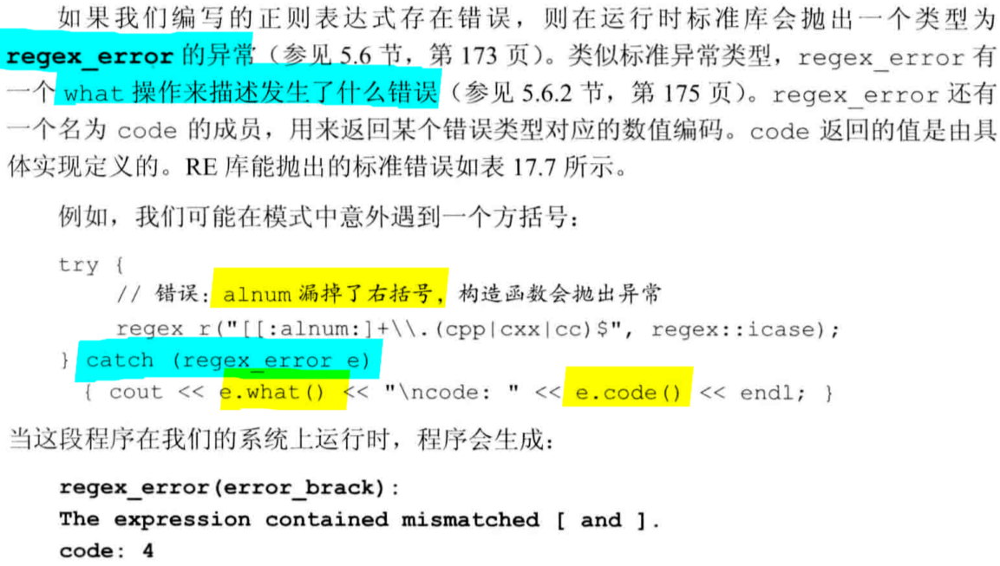 如果我们编写的正则表达式存在错误，则在运行时标准库会抛出一个类型为
regex_error 的异常（参见 5.6 节，第 173 页）。类似标准异常类型，regex_error 有
一个 what 操作来描述发生了什么错误（参见 5.6.2 节，第 175 页）。regex_error 还有
一个名为 code 的成员，用来返回某个错误类型对应的数值编码。code 返回的值是由具
体实现定义的。RE 库能抛出的标准错误如表 17.7 所示。
例如，我们可能在模式中意外遇到一个方括号：
try {
// 错误：alnum 漏掉了右括号，构造函数会抛出异常
regex r("[[:alnum:]+\\.(cpp|cxx|cc)$", regex::icase);
} catch (regex_error e)
{ cout << e.what() << "\ncode: " << e.code() << endl; }
当这段程序在我们的系统上运行时，程序会生成：
regex_error(error_brack):
The expression contained mismatched [ and ].
code: 4